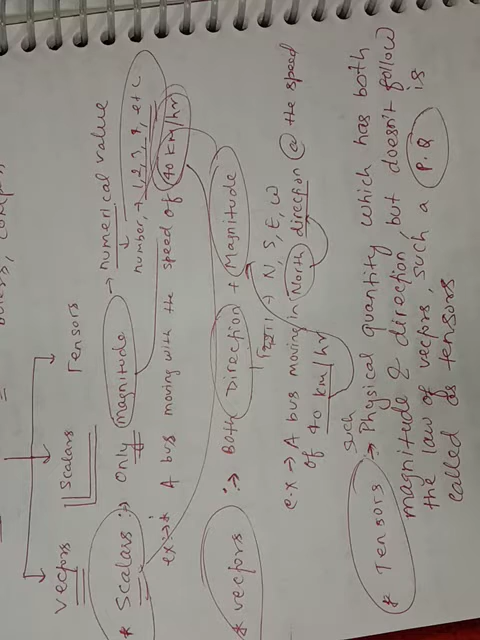 Vectors Scalars Tensors
* Scalars :→ Only Magnitude → numerical value
number, → 1, 2, 3, 4, etc
ex:→* A bus moving with the speed of 40 km/hr
* Vectors :→ Both Direction + Magnitude
→ N, S, E, W
e.x → A bus moving in North direction @ the speed
of 40 km/hr
such
* Tensors :→ Physical quantity which has both
magnitude & direction, but doesn't follow
the law of vectors, such a P.Q is
called as tensors